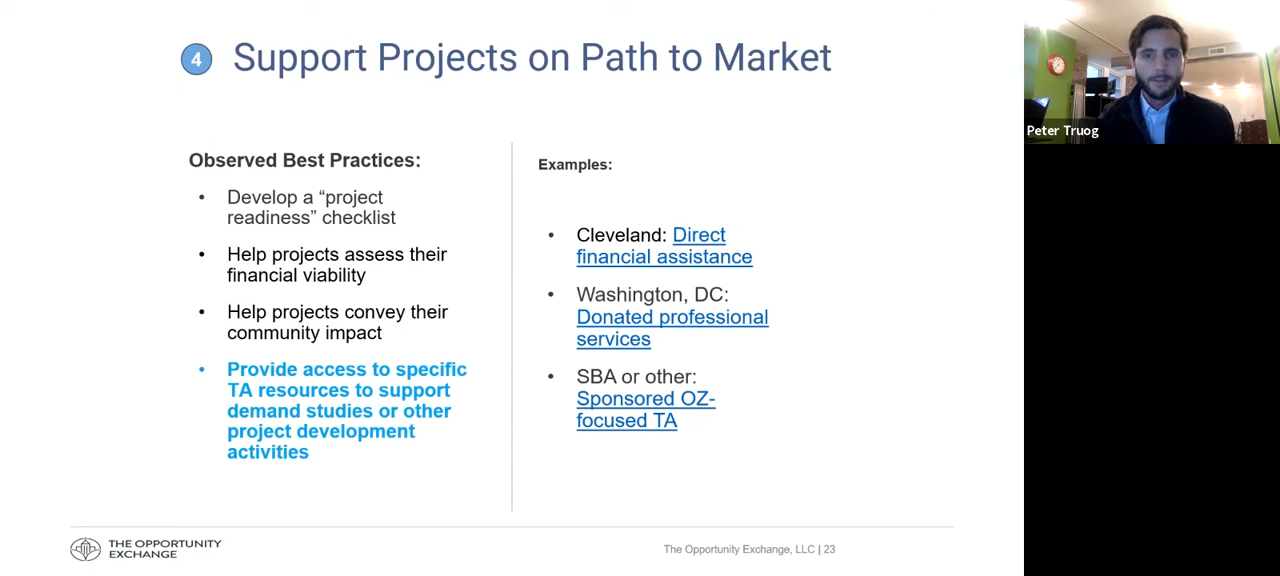 4 Support Projects on Path to Market
Peter Truog
Observed Best Practices:
• Develop a “project
readiness” checklist
• Help projects assess their
financial viability
• Help projects convey their
community impact
• Provide access to specific
TA resources to support
demand studies or other
project development
activities
Examples:
• Cleveland: Direct
financial assistance
• Washington, DC:
Donated professional
services
• SBA or other:
Sponsored OZ-
focused TA
THE OPPORTUNITY
EXCHANGE
The Opportunity Exchange, LLC | 23